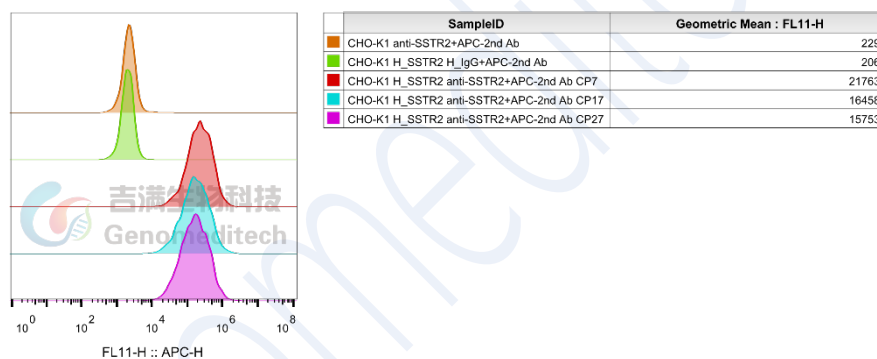 SampleID Geometric Mean : FL11-H
CHO-K1 anti-SSTR2+APC-2nd Ab 229
CHO-K1 H_SSTR2 H_IgG+APC-2nd Ab 206
CHO-K1 H_SSTR2 anti-SSTR2+APC-2nd Ab CP7 21763
CHO-K1 H_SSTR2 anti-SSTR2+APC-2nd Ab CP17 16458
CHO-K1 H_SSTR2 anti-SSTR2+APC-2nd Ab CP27 15753
吉满生物科技
Genomeditech
10^0 10^2 10^4 10^6 10^8
FL11-H :: APC-H